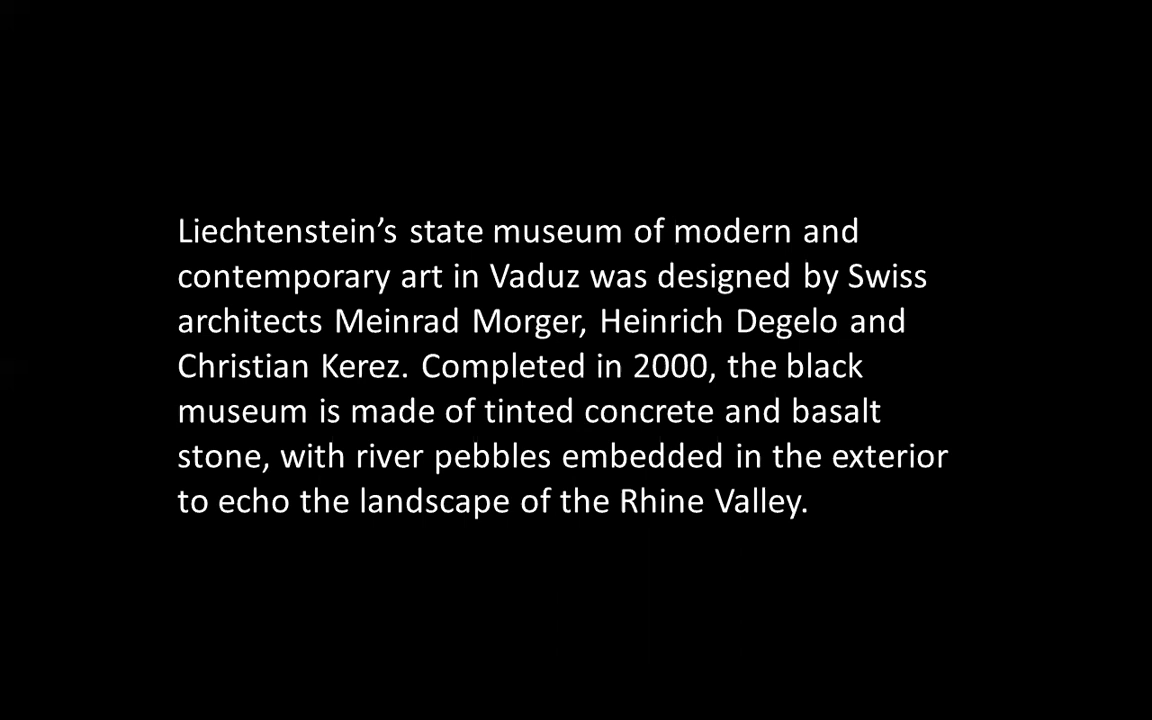 Liechtenstein’s state museum of modern and
contemporary art in Vaduz was designed by Swiss
architects Meinrad Morger, Heinrich Degelo and
Christian Kerez. Completed in 2000, the black
museum is made of tinted concrete and basalt
stone, with river pebbles embedded in the exterior
to echo the landscape of the Rhine Valley.